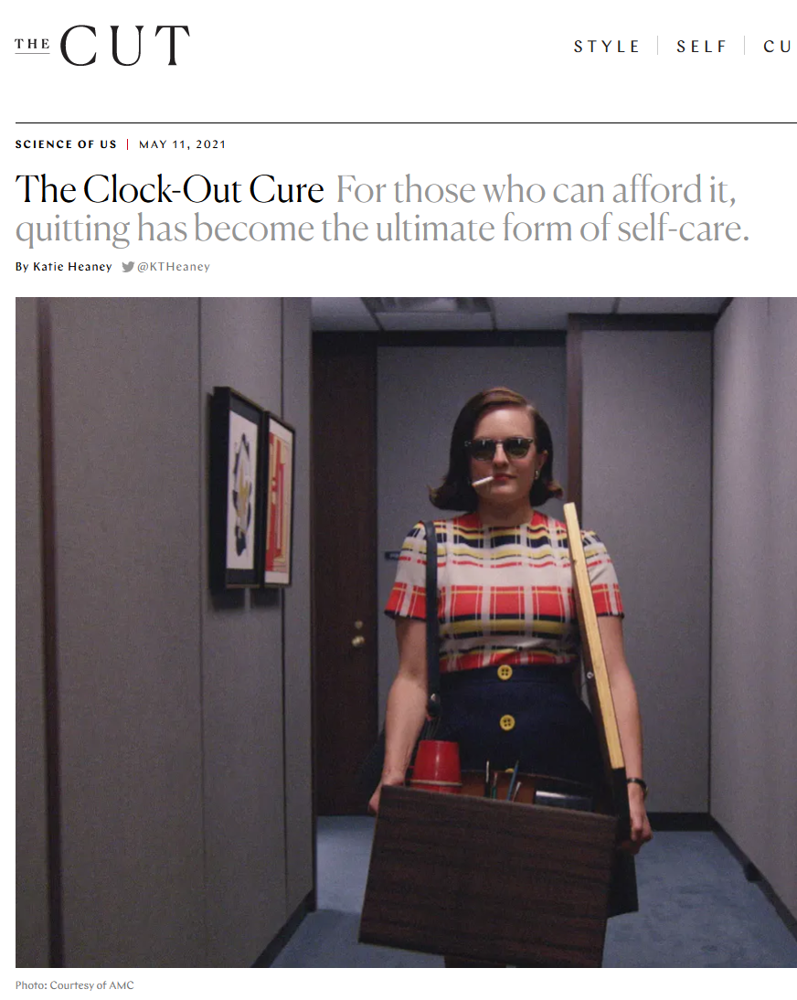 THE CUT
STYLE | SELF | CU
SCIENCE OF US | MAY 11, 2021
The Clock-Out Cure For those who can afford it,
quitting has become the ultimate form of self-care.
By Katie Heaney @KTHeaney
Photo: Courtesy of AMC